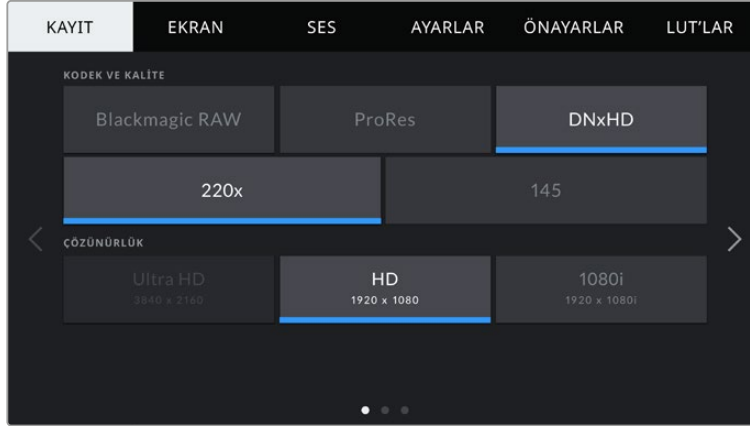 KAYIT EKRAN SES AYARLAR ÖNAYARLAR LUT’LAR
KODEK VE KALİTE
Blackmagic RAW ProRes DNxHD
220x 145
ÇÖZÜNÜRLÜK
Ultra HD HD 1080i
3840 x 2160 1920 x 1080 1920 x 1080i